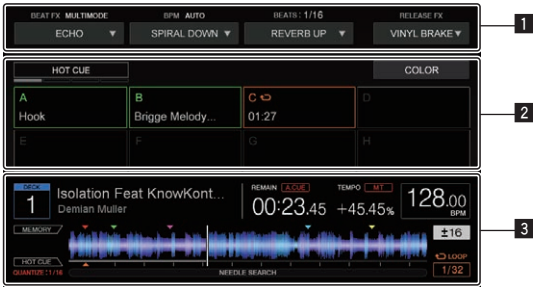 BEAT FX MULTIMODE BPM AUTO BEATS: 1/16 RELEASE FX
ECHO ▼ SPIRAL DOWN ▼ REVERB UP ▼ VINYL BRAKE ▼
1
HOT CUE COLOR
A B C D
Hook Brigge Melody... 01:27
2
E F G H
DECK 1
Isolation Feat KnowKont...
Demian Muller
REMAIN A.CUE TEMPO MT
00:23.45 +45.45% 128.00 BPM
MEMORY ±16
3
HOT CUE LOOP
QUANTIZE:1/16 NEEDLE SEARCH 1/32